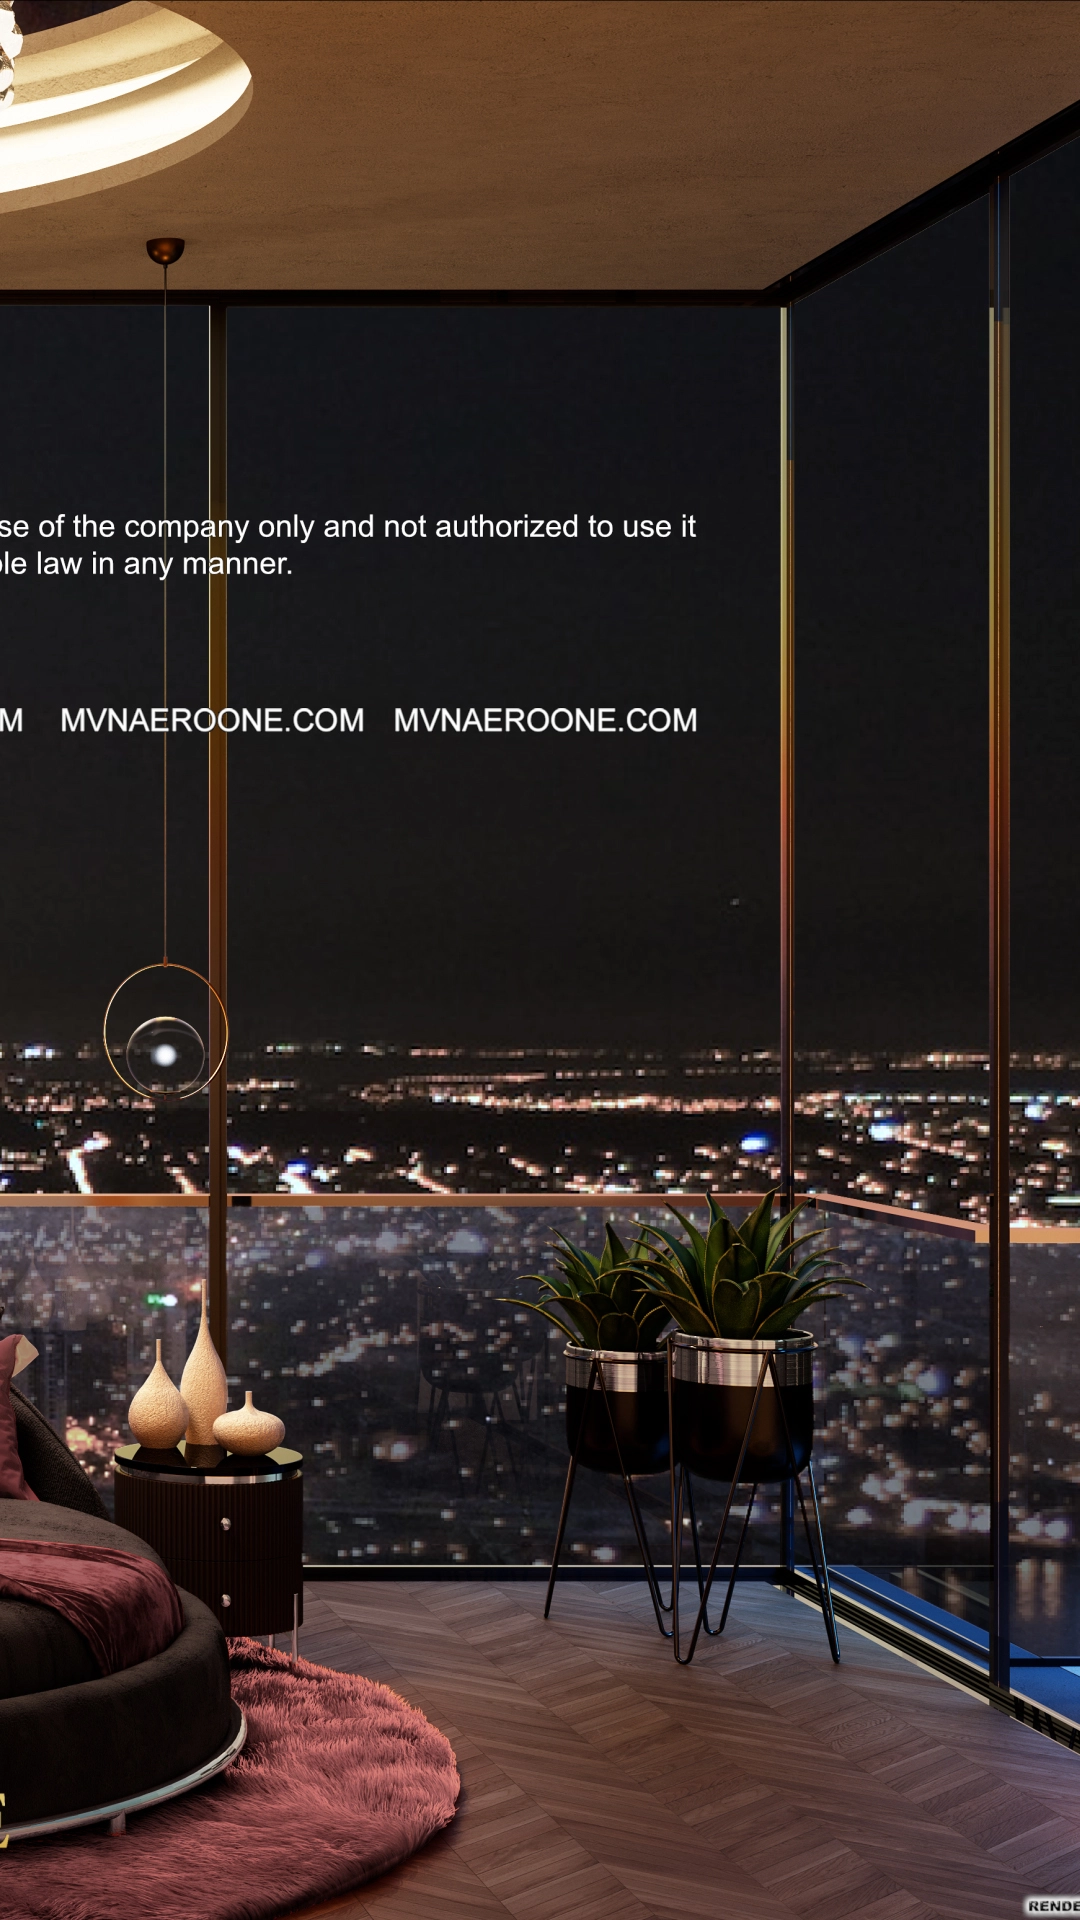 se of the company only and not authorized to use it
le law in any manner.
M MVNAEROONE.COM MVNAEROONE.COM
E
RENDE